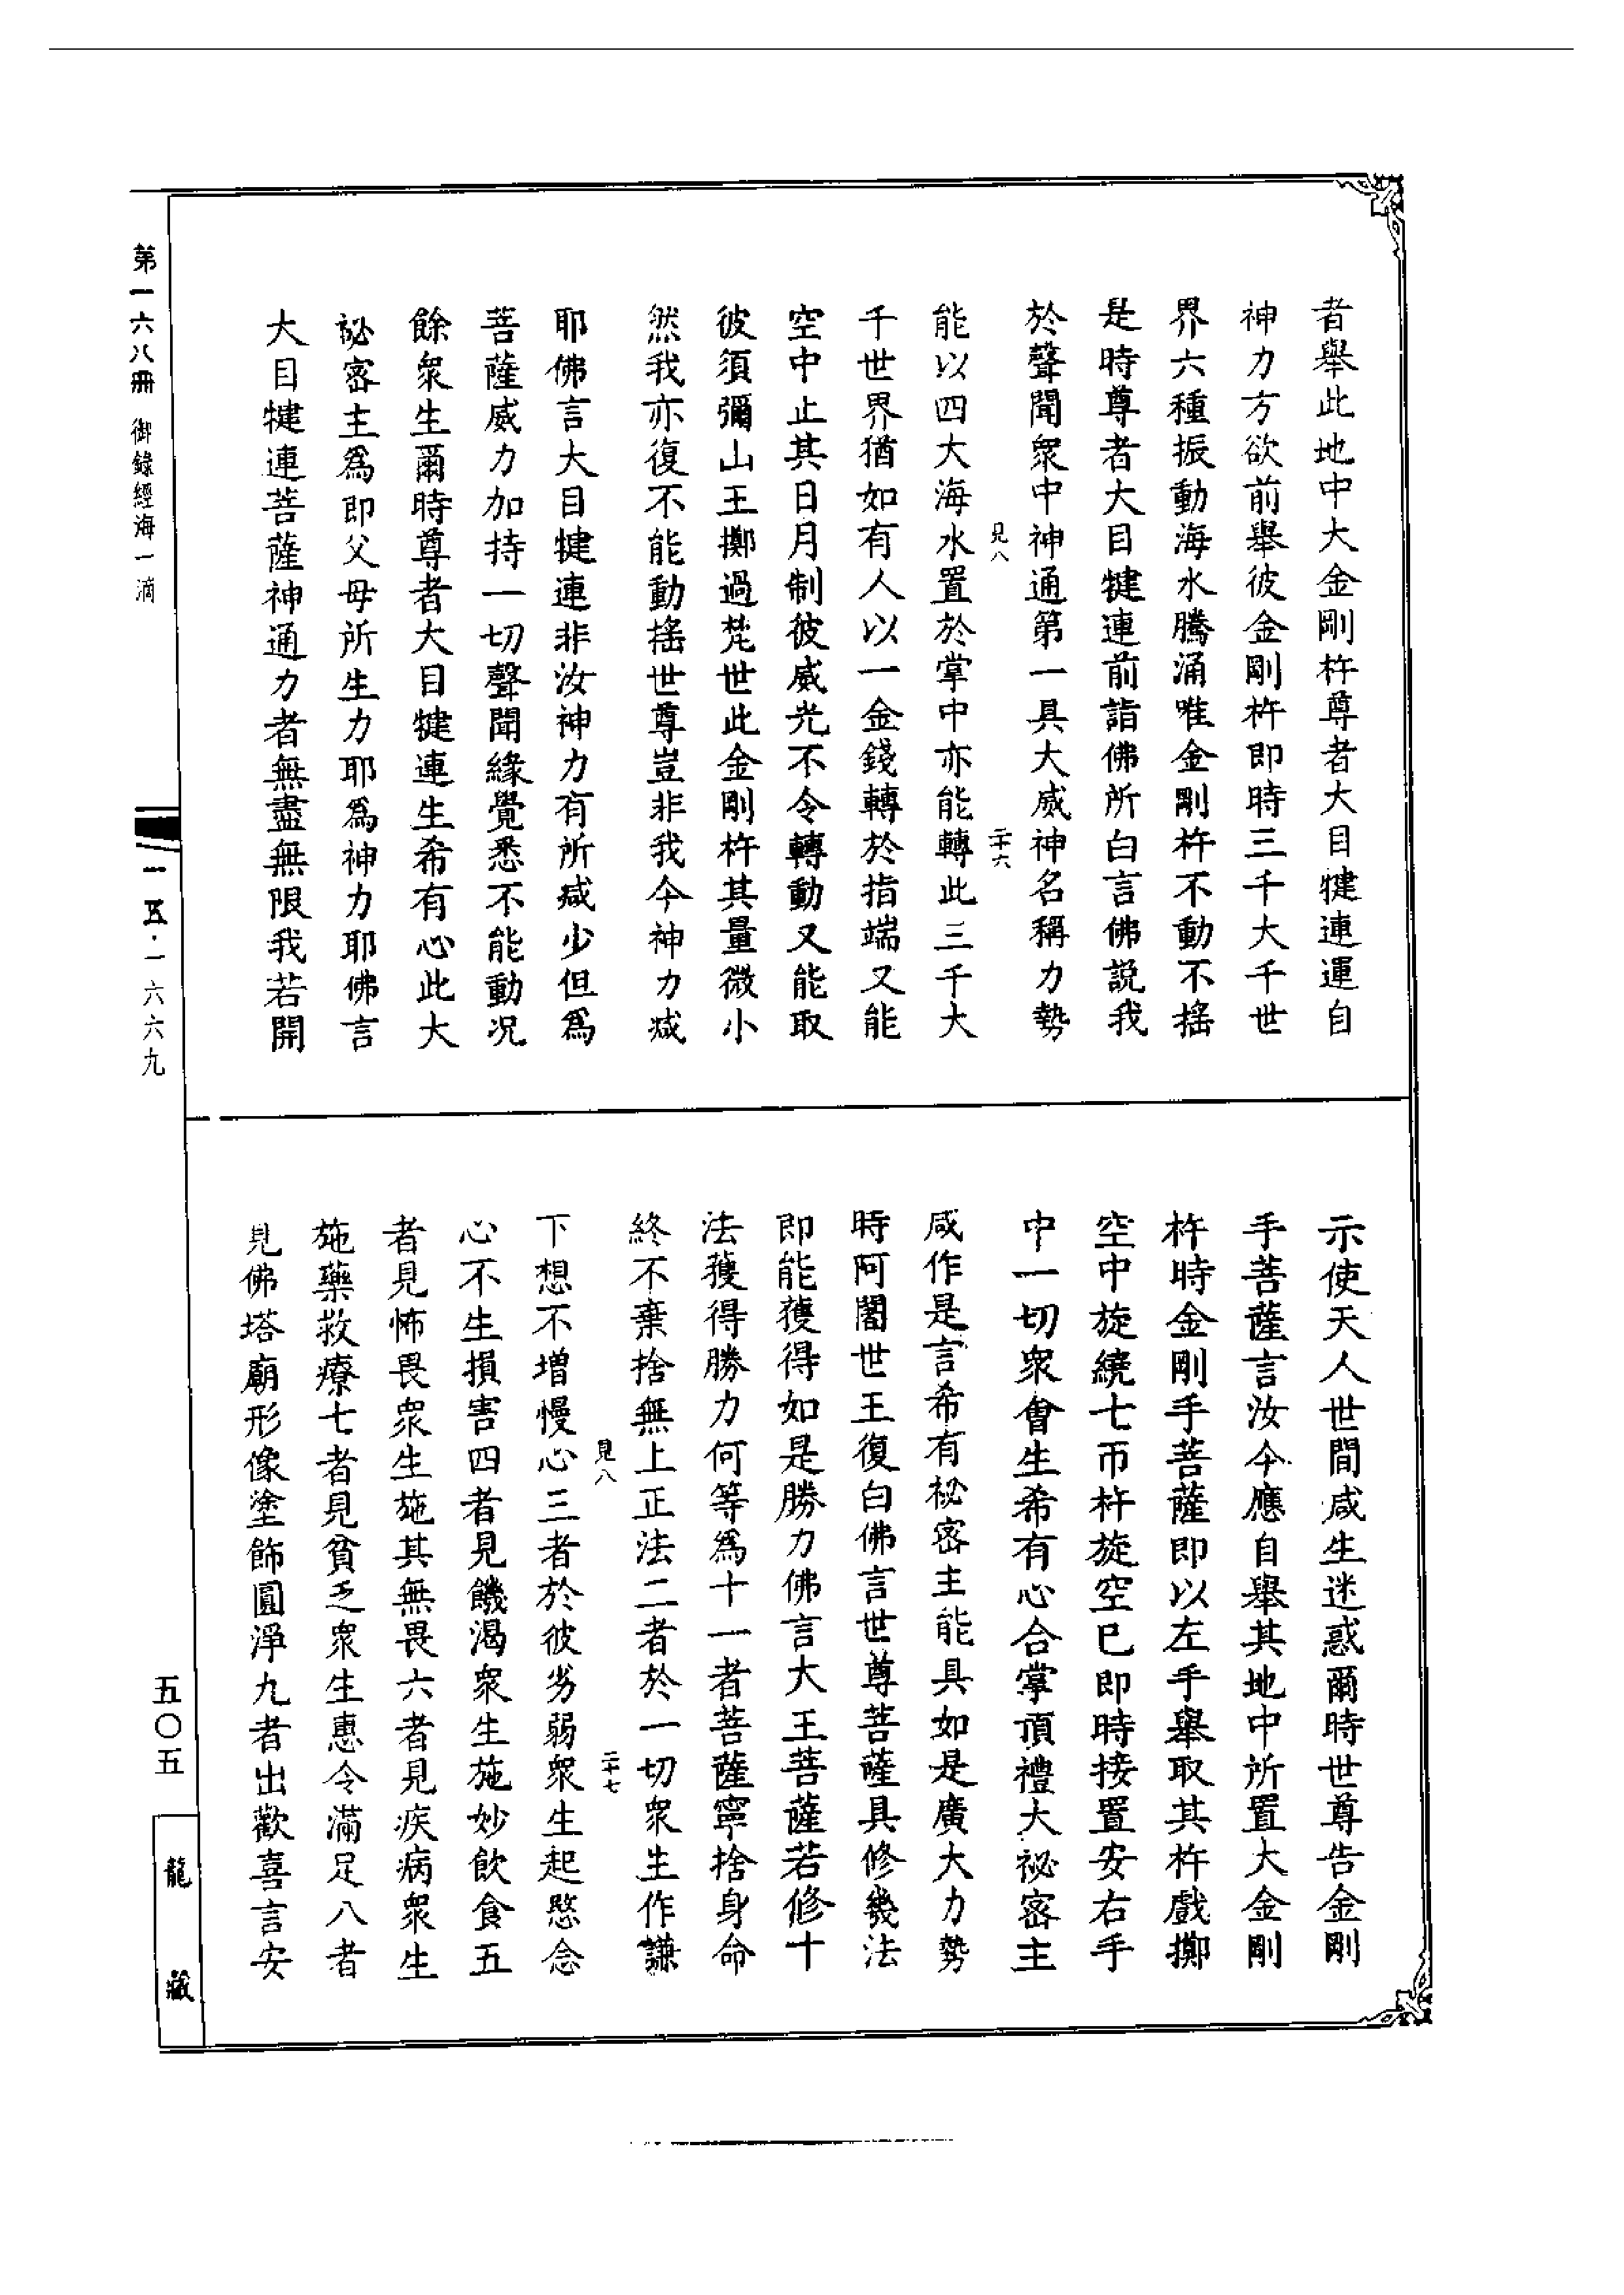 者舉此地中大金剛杵尊者大目犍連運自
神力方欲前舉彼金剛杵即時三千大千世
界六種振動海水騰涌唯金剛杵不動不搖
是時尊者大目犍連前詣佛所白言佛說我
於聲聞衆中神通第一具大威神名稱力勢
見八　二十六
能以四大海水置於掌中亦能轉此三千大
千世界猶如有人以一金錢轉於指端又能
空中止其日月制彼威光不令轉動又能取
彼須彌山王擲過梵世此金剛杵其量微小
然我亦復不能動搖世尊豈非我今神力減
耶佛言大目犍連非汝神力有所減少但爲
菩薩威力加持一切聲聞緣覺悉不能動况
餘衆生爾時尊者大目犍連生希有心此大
祕密主爲即父母所生力耶爲神力耶佛言
大目犍連菩薩神通力者無盡無限我若開
示使天人世間咸生迷惑爾時世尊告金剛
手菩薩言汝今應自舉其地中所置大金剛
杵時金剛手菩薩即以左手舉取其杵戲擲
空中旋繞七帀杵旋空已即時接置安右手
中一切衆會生希有心合掌頂禮大祕密主
咸作是言希有祕密主能具如是廣大力勢
時阿闍世王復白佛言世尊菩薩具修幾法
即能獲得如是勝力佛言大王菩薩若修十
法獲得勝力何等爲十一者菩薩寧捨身命
終不棄捨無上正法二者於一切衆生作謙
見八　二十七
下想不增慢心三者於彼劣弱衆生起愍念
心不生損害四者見饑渴衆生施妙飲食五
者見怖畏衆生施其無畏六者見疾病衆生
施藥救療七者見貧乏衆生惠令滿足八者
見佛塔廟形像塗飾圓淨九者出歡喜言安
第一六八冊　御錄經海一滴
一五·一六六九
五〇五
龍藏